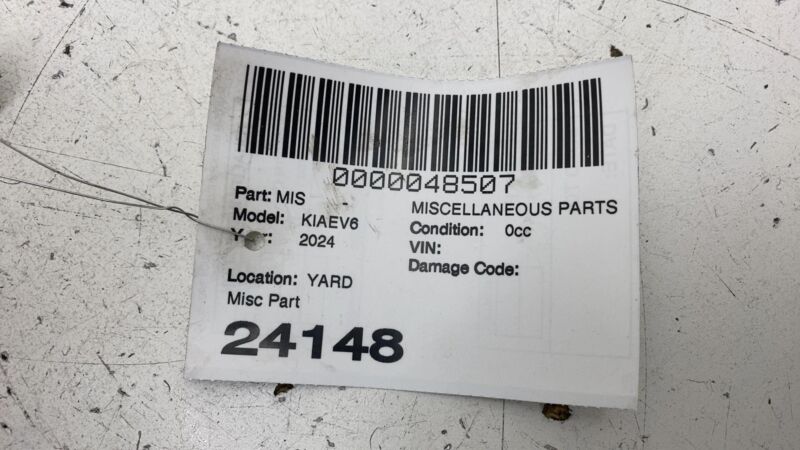 0000048507
Part: MIS - MISCELLANEOUS PARTS
Model: KIAEV6 Condition: 0cc
2024 VIN:
Damage Code:
Location: YARD
Misc Part
24148